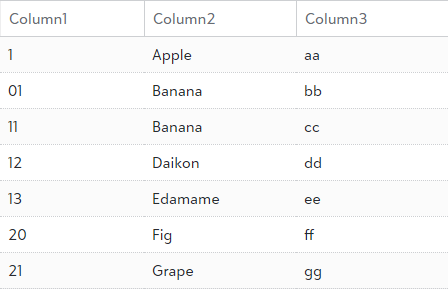 Column1 Column2 Column3
1 Apple aa
01 Banana bb
11 Banana cc
12 Daikon dd
13 Edamame ee
20 Fig ff
21 Grape gg